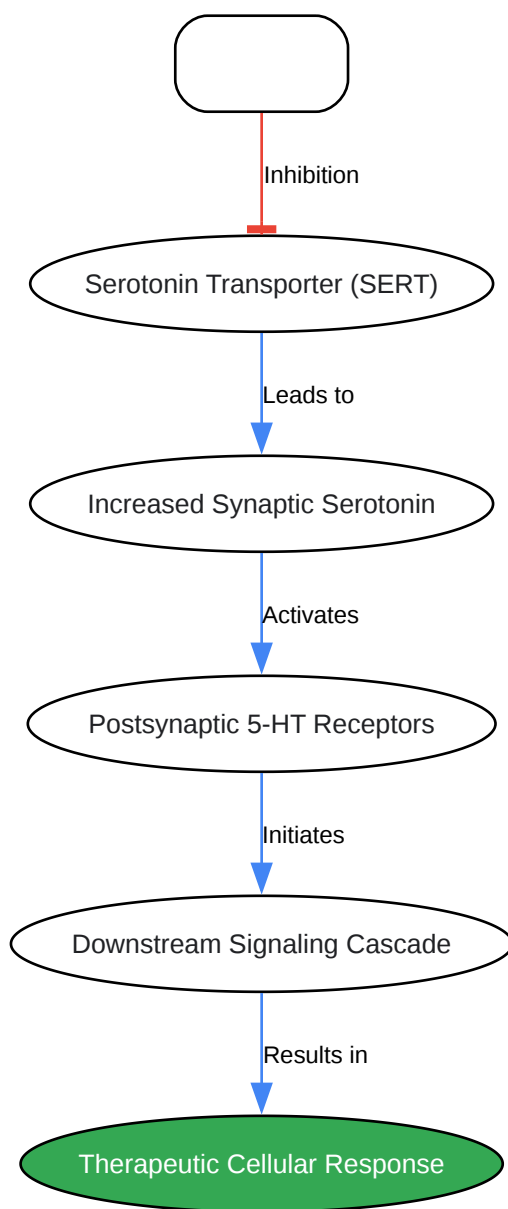 Inhibition
Serotonin Transporter (SERT)
Leads to
Increased Synaptic Serotonin
Activates
Postsynaptic 5-HT Receptors
Initiates
Downstream Signaling Cascade
Results in
Therapeutic Cellular Response